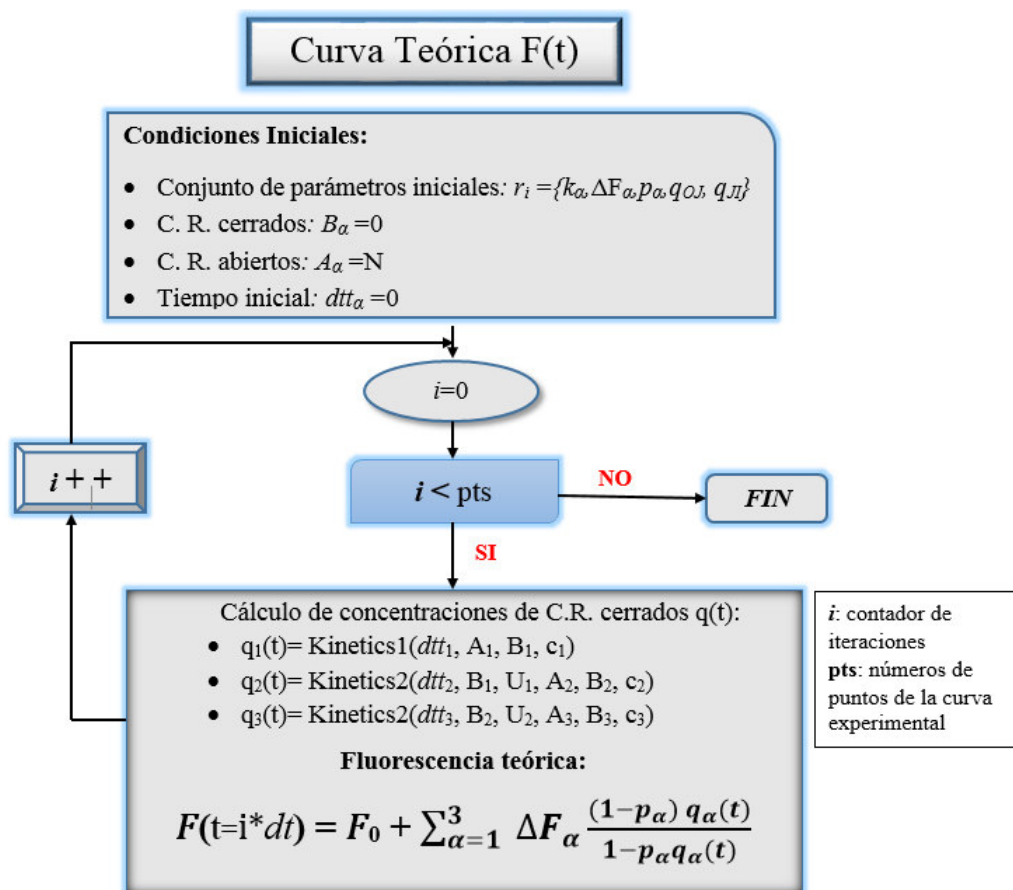 Curva Teórica F(t)
Condiciones Iniciales:
• Conjunto de parámetros iniciales: rᵢ ={kα,ΔFα,pα,q_OJ, q_JI}
• C. R. cerrados: Bα =0
• C. R. abiertos: Aα =N
• Tiempo inicial: dttα =0
i=0
i + +
i < pts
NO
FIN
SI
Cálculo de concentraciones de C.R. cerrados q(t):
• q₁(t)= Kinetics1(dtt₁, A₁, B₁, c₁)
• q₂(t)= Kinetics2(dtt₂, B₁, U₁, A₂, B₂, c₂)
• q₃(t)= Kinetics2(dtt₃, B₂, U₂, A₃, B₃, c₃)
Fluorescencia teórica:
F(t=i*dt) = F₀ + ∑³α₌₁ ΔFα (1−pα) qα(t) / 1−pαqα(t)
i: contador de
iteraciones
pts: números de
puntos de la curva
experimental